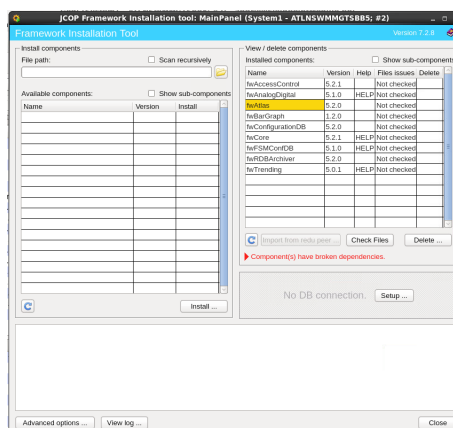 JCOP Framework Installation tool: MainPanel (System1 - ATLNSWMMGTSBB5; #2)
Framework Installation Tool
Version 7.2.8
Install components
File path:
Scan recursively
Available components:
Show sub-components
Name Version Install
Install ...
View / delete components
Installed components:
Show sub-components
Name Version Help Files issues Delete
fwAccessControl 5.2.1 Not checked
fwAnalogDigital 5.1.0 HELP Not checked
fwAtlas 5.2.0 Not checked
fwBarGraph 1.2.0 Not checked
fwConfigurationDB 5.2.0 Not checked
fwCore 5.2.1 HELP Not checked
fwFSMConfDB 5.1.0 HELP Not checked
fwRDBArchiver 5.2.0 Not checked
fwTrending 5.0.1 HELP Not checked
Import from redu peer ... Check Files Delete ...
Component(s) have broken dependencies.
No DB connection. Setup ...
Advanced options ... View log ... Close